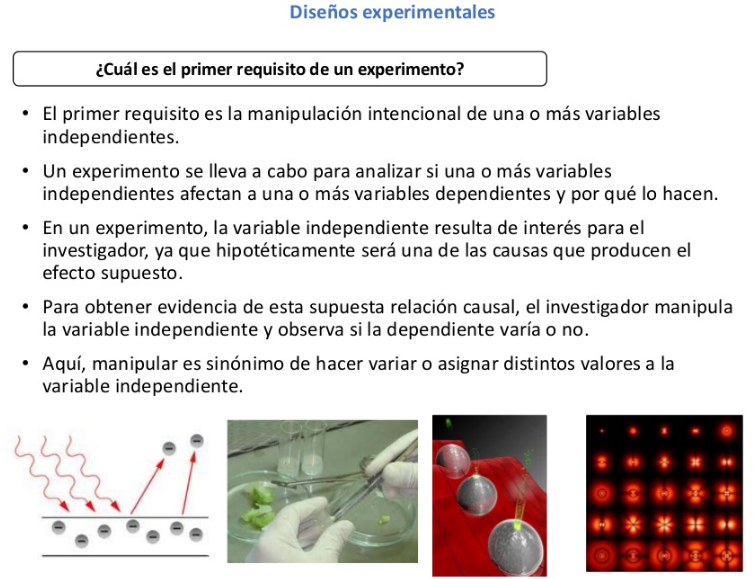 Diseños experimentales
¿Cuál es el primer requisito de un experimento?
• El primer requisito es la manipulación intencional de una o más variables
independientes.
• Un experimento se lleva a cabo para analizar si una o más variables
independientes afectan a una o más variables dependientes y por qué lo hacen.
• En un experimento, la variable independiente resulta de interés para el
investigador, ya que hipotéticamente será una de las causas que producen el
efecto supuesto.
• Para obtener evidencia de esta supuesta relación causal, el investigador manipula
la variable independiente y observa si la dependiente varía o no.
• Aquí, manipular es sinónimo de hacer variar o asignar distintos valores a la
variable independiente.